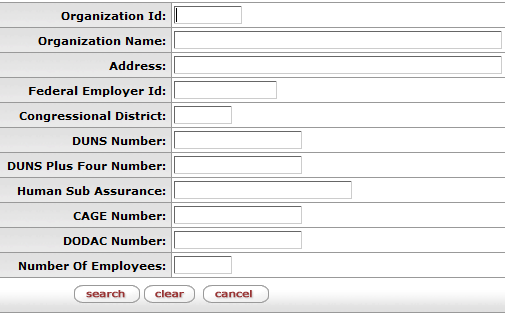 Organization Id:
Organization Name:
Address:
Federal Employer Id:
Congressional District:
DUNS Number:
DUNS Plus Four Number:
Human Sub Assurance:
CAGE Number:
DODAC Number:
Number Of Employees:
search clear cancel